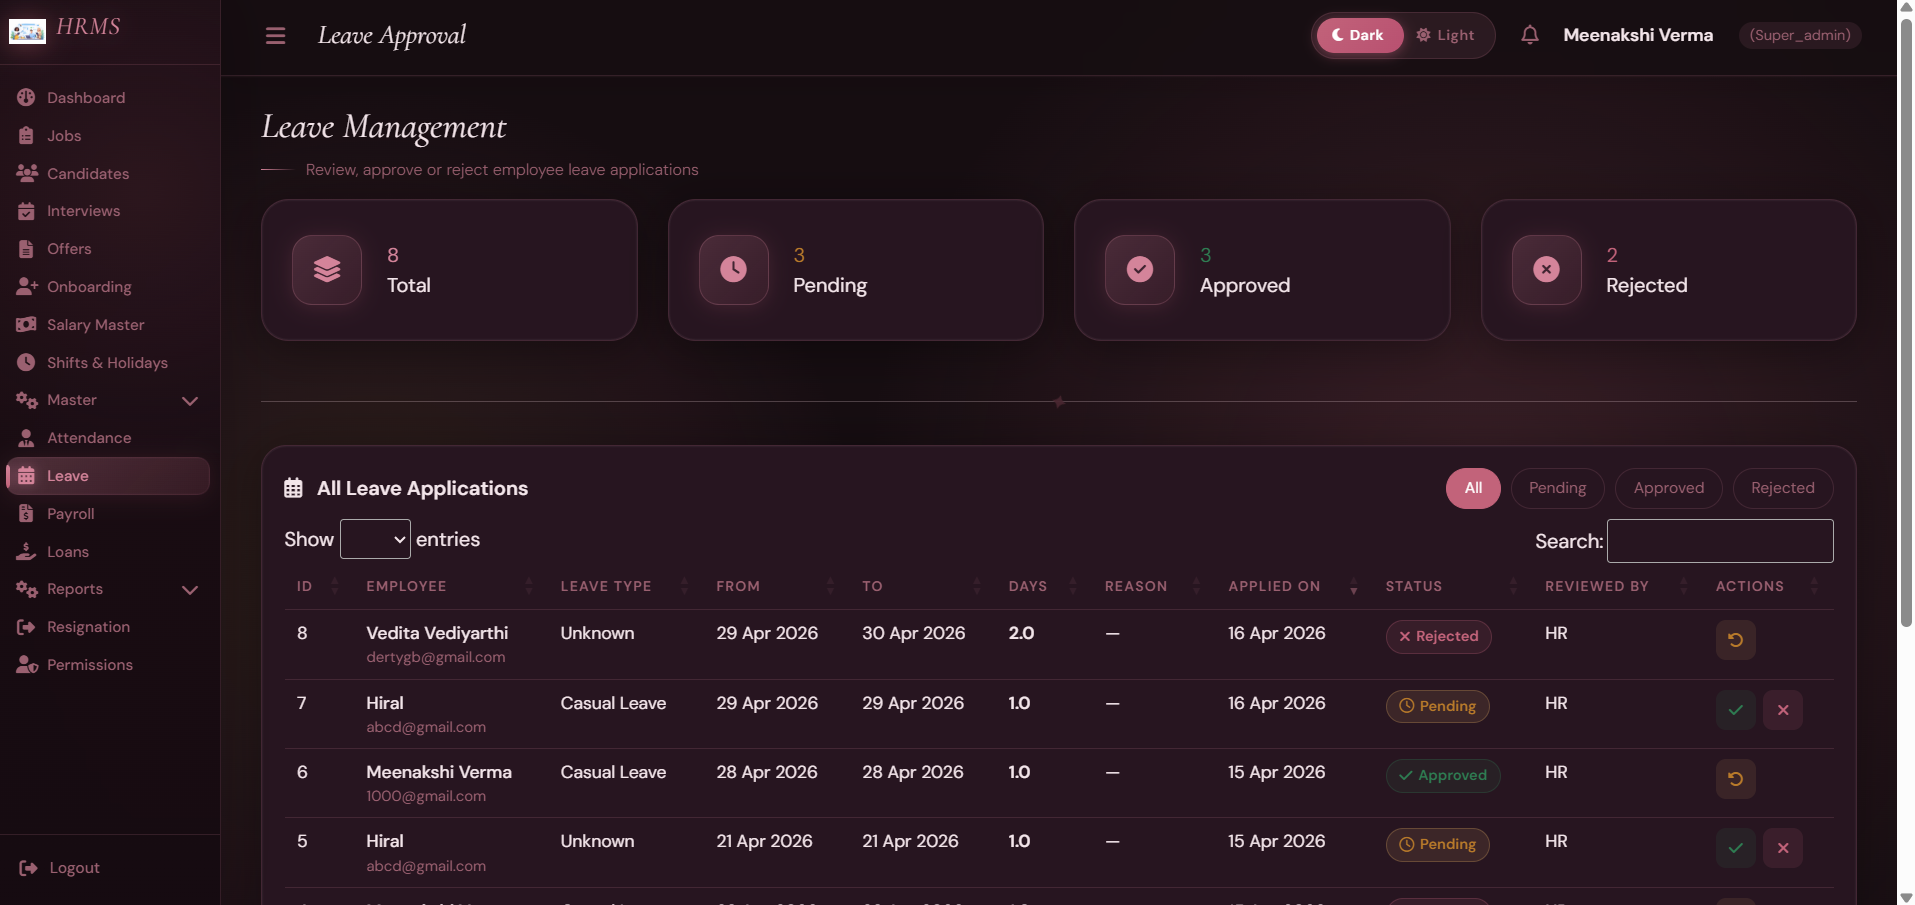 HRMS
Leave Approval
Dark
Light
Meenakshi Verma
(Super_admin)
Dashboard
Jobs
Candidates
Interviews
Offers
Onboarding
Salary Master
Shifts & Holidays
Master
Attendance
Leave
Payroll
Loans
Reports
Resignation
Permissions
Logout
Leave Management
Review, approve or reject employee leave applications
8
Total
3
Pending
3
Approved
2
Rejected
All Leave Applications
All Pending Approved Rejected
Show entries
Search:
ID EMPLOYEE LEAVE TYPE FROM TO DAYS REASON APPLIED ON STATUS REVIEWED BY ACTIONS
8 Vedita Vediyarthi Unknown 29 Apr 2026 30 Apr 2026 2.0 — 16 Apr 2026 Rejected HR
dertygb@gmail.com
7 Hiral Casual Leave 29 Apr 2026 29 Apr 2026 1.0 — 16 Apr 2026 Pending HR
abcd@gmail.com
6 Meenakshi Verma Casual Leave 28 Apr 2026 28 Apr 2026 1.0 — 15 Apr 2026 Approved HR
1000@gmail.com
5 Hiral Unknown 21 Apr 2026 21 Apr 2026 1.0 — 15 Apr 2026 Pending HR
abcd@gmail.com